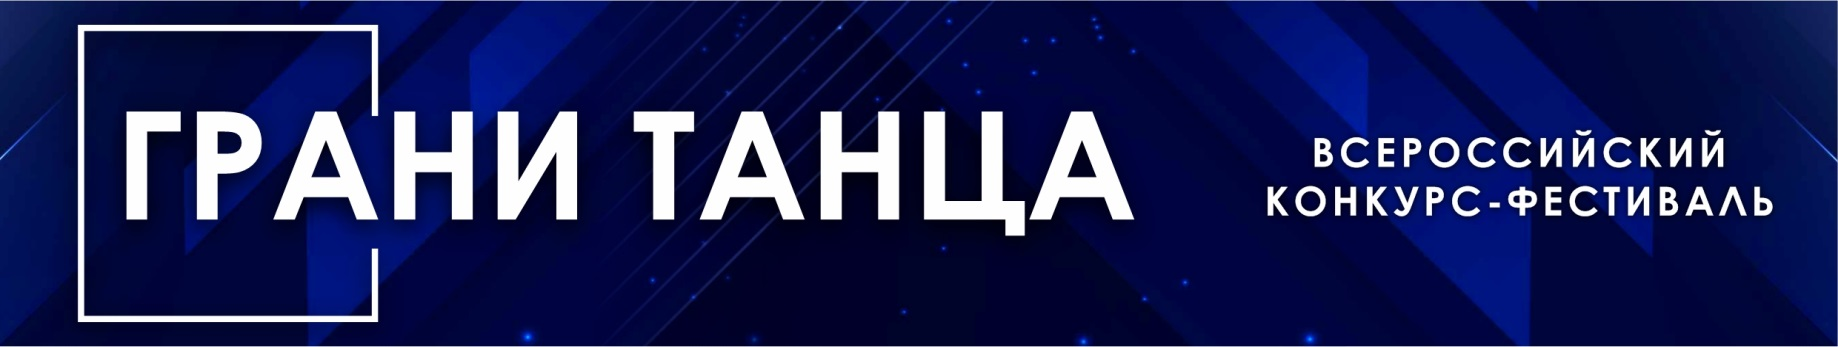 ГРАНИ ТАНЦА
ВСЕРОССИЙСКИЙ
КОНКУРС-ФЕСТИВАЛЬ